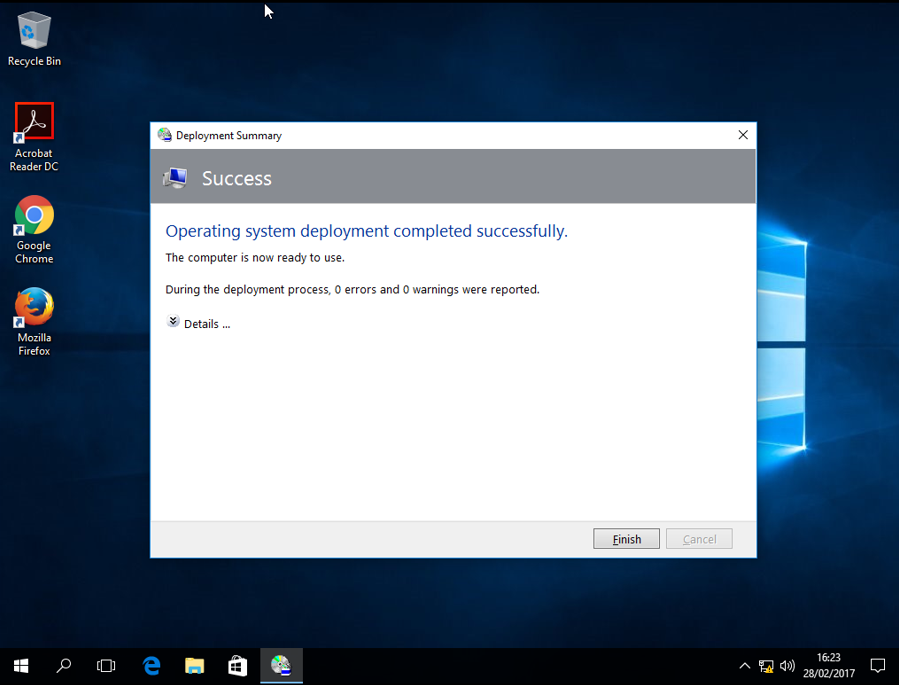 Recycle Bin
Acrobat
Reader DC
Google
Chrome
Mozilla
Firefox
Deployment Summary
Success
Operating system deployment completed successfully.
The computer is now ready to use.
During the deployment process, 0 errors and 0 warnings were reported.
Details ...
Finish
Cancel
16:23
28/02/2017